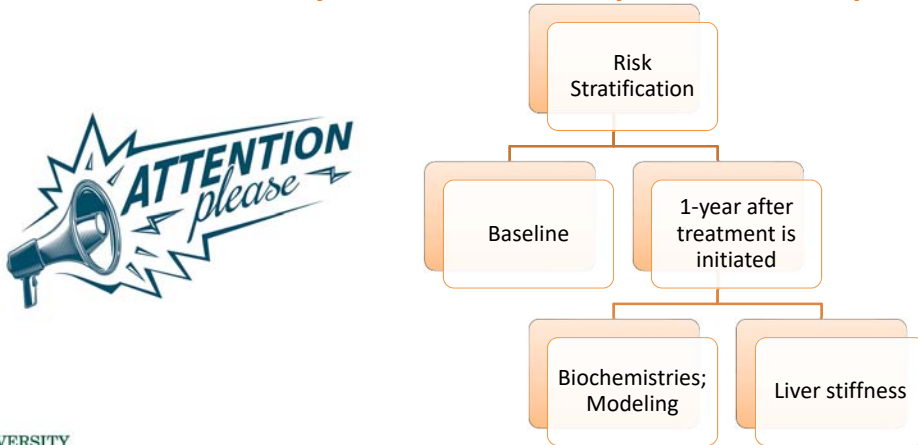 Risk
Stratification
ATTENTION
please
Baseline
1-year after
treatment is
initiated
Biochemistries;
Modeling
Liver stiffness